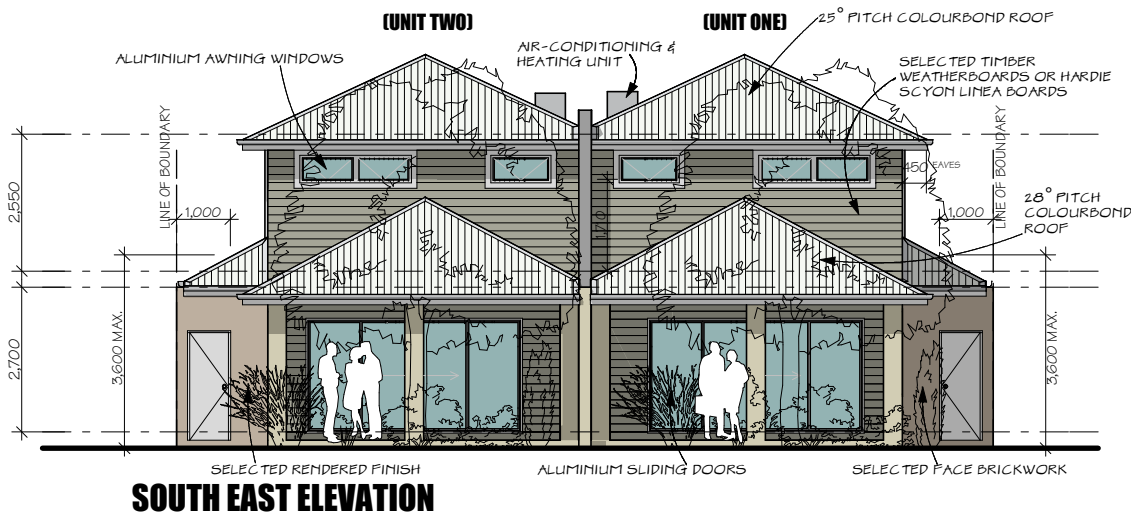 (UNIT TWO)
(UNIT ONE)
25° PITCH COLOURBOND ROOF
ALUMINIUM AWNING WINDOWS
AIR-CONDITIONING &
HEATING UNIT
SELECTED TIMBER
WEATHERBOARDS OR HARDIE
SCYON LINEA BOARDS
LINE OF BOUNDARY
LINE OF BOUNDARY
450 EAVES
2,550
1,000
1,000
28° PITCH
COLOURBOND
ROOF
2,700
3,600 MAX.
3,600 MAX.
SELECTED RENDERED FINISH
ALUMINIUM SLIDING DOORS
SELECTED FACE BRICKWORK
SOUTH EAST ELEVATION